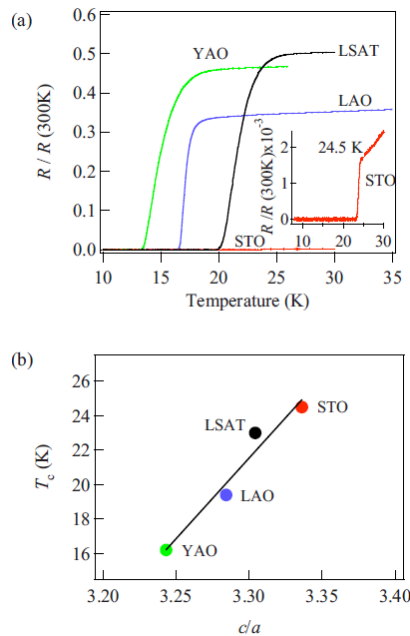 (a)
0.6
0.5
0.4
0.3
0.2
0.1
0.0
R / R (300K)
YAO
LSAT
LAO
STO
R /R (300K)x10⁻³
2
1
0
24.5 K
STO
10 20 30
10 15 20 25 30 35
Temperature (K)
(b)
26
24
22
20
18
16
Tc (K)
LSAT
STO
LAO
YAO
3.20 3.25 3.30 3.35 3.40
c/a